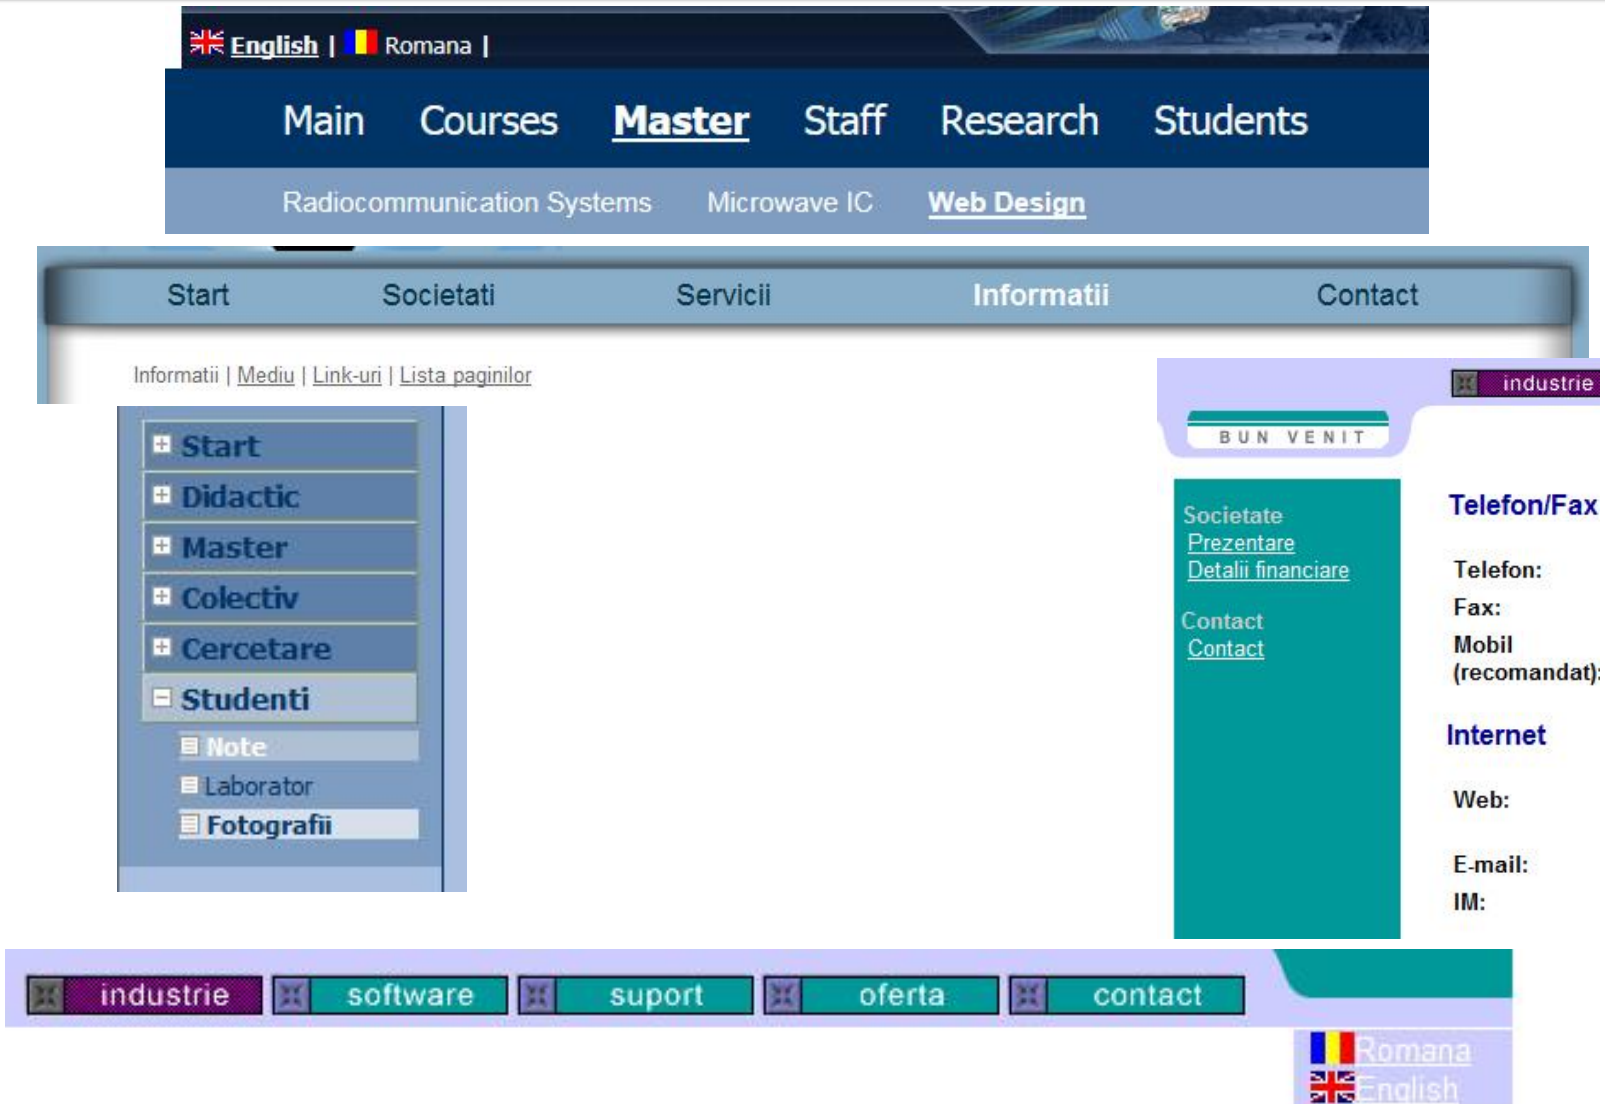 English | Romana |
Main Courses Master Staff Research Students
Radiocommunication Systems Microwave IC Web Design
Start Societati Servicii Informatii Contact
Informatii | Mediu | Link-uri | Lista paginilor
Start
Didactic
Master
Colectiv
Cercetare
Studenti
Note
Laborator
Fotografii
industrie
BUN VENIT
Societate
Prezentare
Detalii financiare
Contact
Contact
Telefon/Fax
Telefon:
Fax:
Mobil
(recomandat):
Internet
Web:
E-mail:
IM:
industrie software suport oferta contact
Romana
English